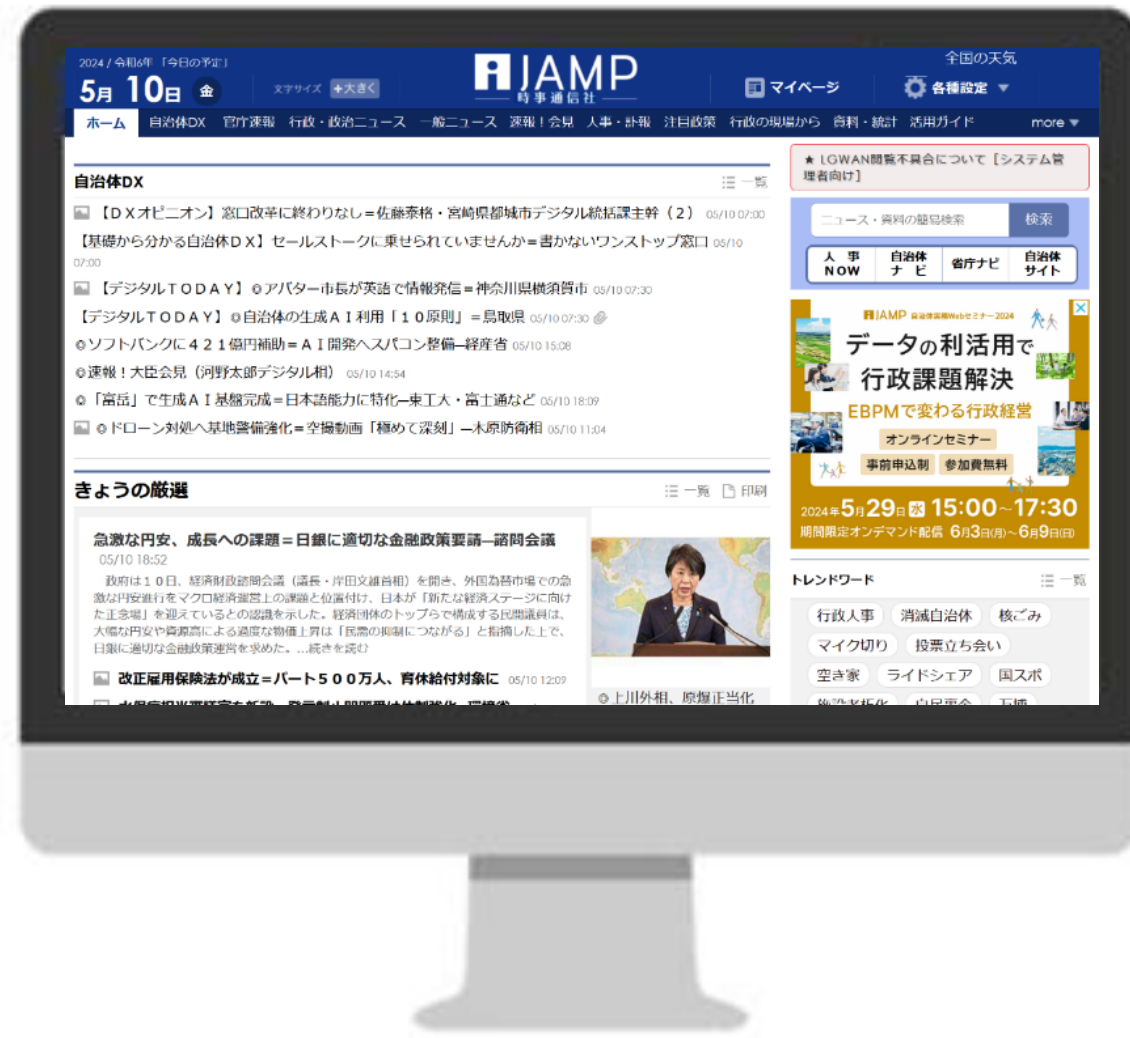 2024 / 令和6年 「今日の予定」
5月 10日 金
文字サイズ +大きく
iJAMP
時事通信社
マイページ
全国の天気
各種設定 ▼
ホーム 自治体DX 官庁速報 行政・政治ニュース 一般ニュース 速報！会見 人事・訃報 注目政策 行政の現場から 資料・統計 活用ガイド more ▼
自治体DX
一覧
【ＤＸオピニオン】窓口改革に終わりなし＝佐藤泰格・宮崎県都城市デジタル統括課主幹（２） 05/10 07:00
【基礎から分かる自治体ＤＸ】セールストークに乗せられていませんか＝書かないワンストップ窓口 05/10
07:00
【デジタルＴＯＤＡＹ】◎アバター市長が英語で情報発信＝神奈川県横須賀市 05/10 07:30
【デジタルＴＯＤＡＹ】◎自治体の生成ＡＩ利用「１０原則」＝鳥取県 05/10 07:30
◎ソフトバンクに４２１億円補助＝ＡＩ開発へスパコン整備―経産省 05/10 15:08
◎速報！大臣会見（河野太郎デジタル相） 05/10 14:54
◎「富岳」で生成ＡＩ基盤完成＝日本語能力に特化―東工大・富士通など 05/10 18:09
◎ドローン対処へ基地警備強化＝空撮動画「極めて深刻」―木原防衛相 05/10 11:04
きょうの厳選
一覧 印刷
急激な円安、成長への課題＝日銀に適切な金融政策要請―諮問会議
05/10 18:52
政府は１０日、経済財政諮問会議（議長・岸田文雄首相）を開き、外国為替市場での急
激な円安進行をマクロ経済運営上の課題と位置付け、日本が「新たな経済ステージに向け
た正念場」を迎えているとの認識を示した。経済団体のトップらで構成する民間議員は、
大幅な円安や資源高による過度な物価上昇は「民需の抑制につながる」と指摘した上で、
日銀に適切な金融政策運営を求めた。...続きを読む
改正雇用保険法が成立＝パート５００万人、育休給付対象に 05/10 12:09
◎上川外相、原爆正当化
★ LGWAN閲覧不具合について［システム管
理者向け］
ニュース・資料の簡易検索 検索
人 事
NOW
自治体
ナ ビ
省庁ナビ
自治体
サイト
iJAMP 自治体実務Webセミナー2024
データの利活用で
行政課題解決
EBPMで変わる行政経営
オンラインセミナー
事前申込制 参加費無料
2024年5月29日 水 15:00～17:30
期間限定オンデマンド配信 6月3日(月)～6月9日(日)
トレンドワード
一覧
行政人事 消滅自治体 核ごみ
マイク切り 投票立ち会い
空き家 ライドシェア 国スポ